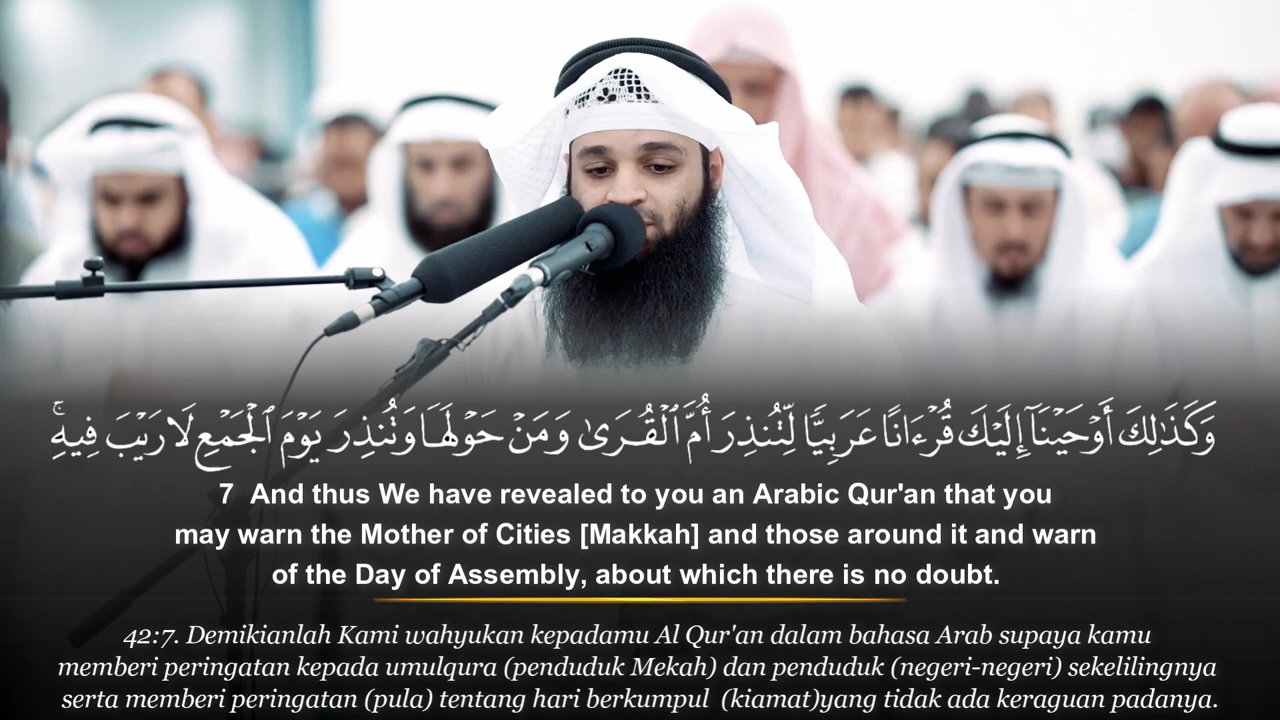 وَكَذَٰلِكَ أَوْحَيْنَآ إِلَيْكَ قُرْءَانًا عَرَبِيًّا لِّتُنذِرَ أُمَّ ٱلْقُرَىٰ وَمَنْ حَوْلَهَا وَتُنذِرَ يَوْمَ ٱلْجَمْعِ لَا رَيْبَ فِيهِ ۚ
7 And thus We have revealed to you an Arabic Qur'an that you
may warn the Mother of Cities [Makkah] and those around it and warn
of the Day of Assembly, about which there is no doubt.
42:7. Demikianlah Kami wahyukan kepadamu Al Qur'an dalam bahasa Arab supaya kamu
memberi peringatan kepada umulqura (penduduk Mekah) dan penduduk (negeri-negeri) sekelilingnya
serta memberi peringatan (pula) tentang hari berkumpul (kiamat)yang tidak ada keraguan padanya.